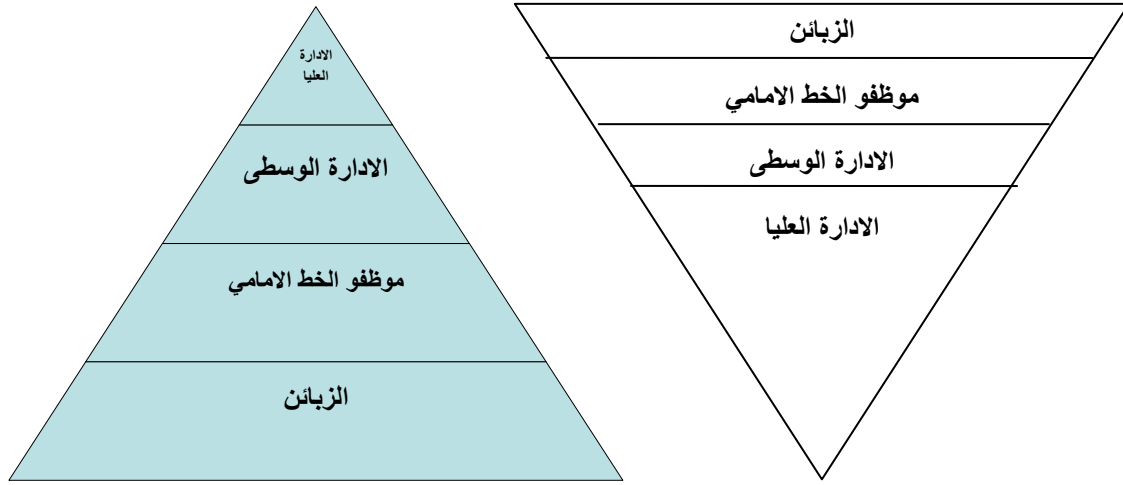 الزبائن
موظفو الخط الامامي
الادارة الوسطى
الادارة العليا
الادارة
العليا
الادارة الوسطى
موظفو الخط الامامي
الزبائن